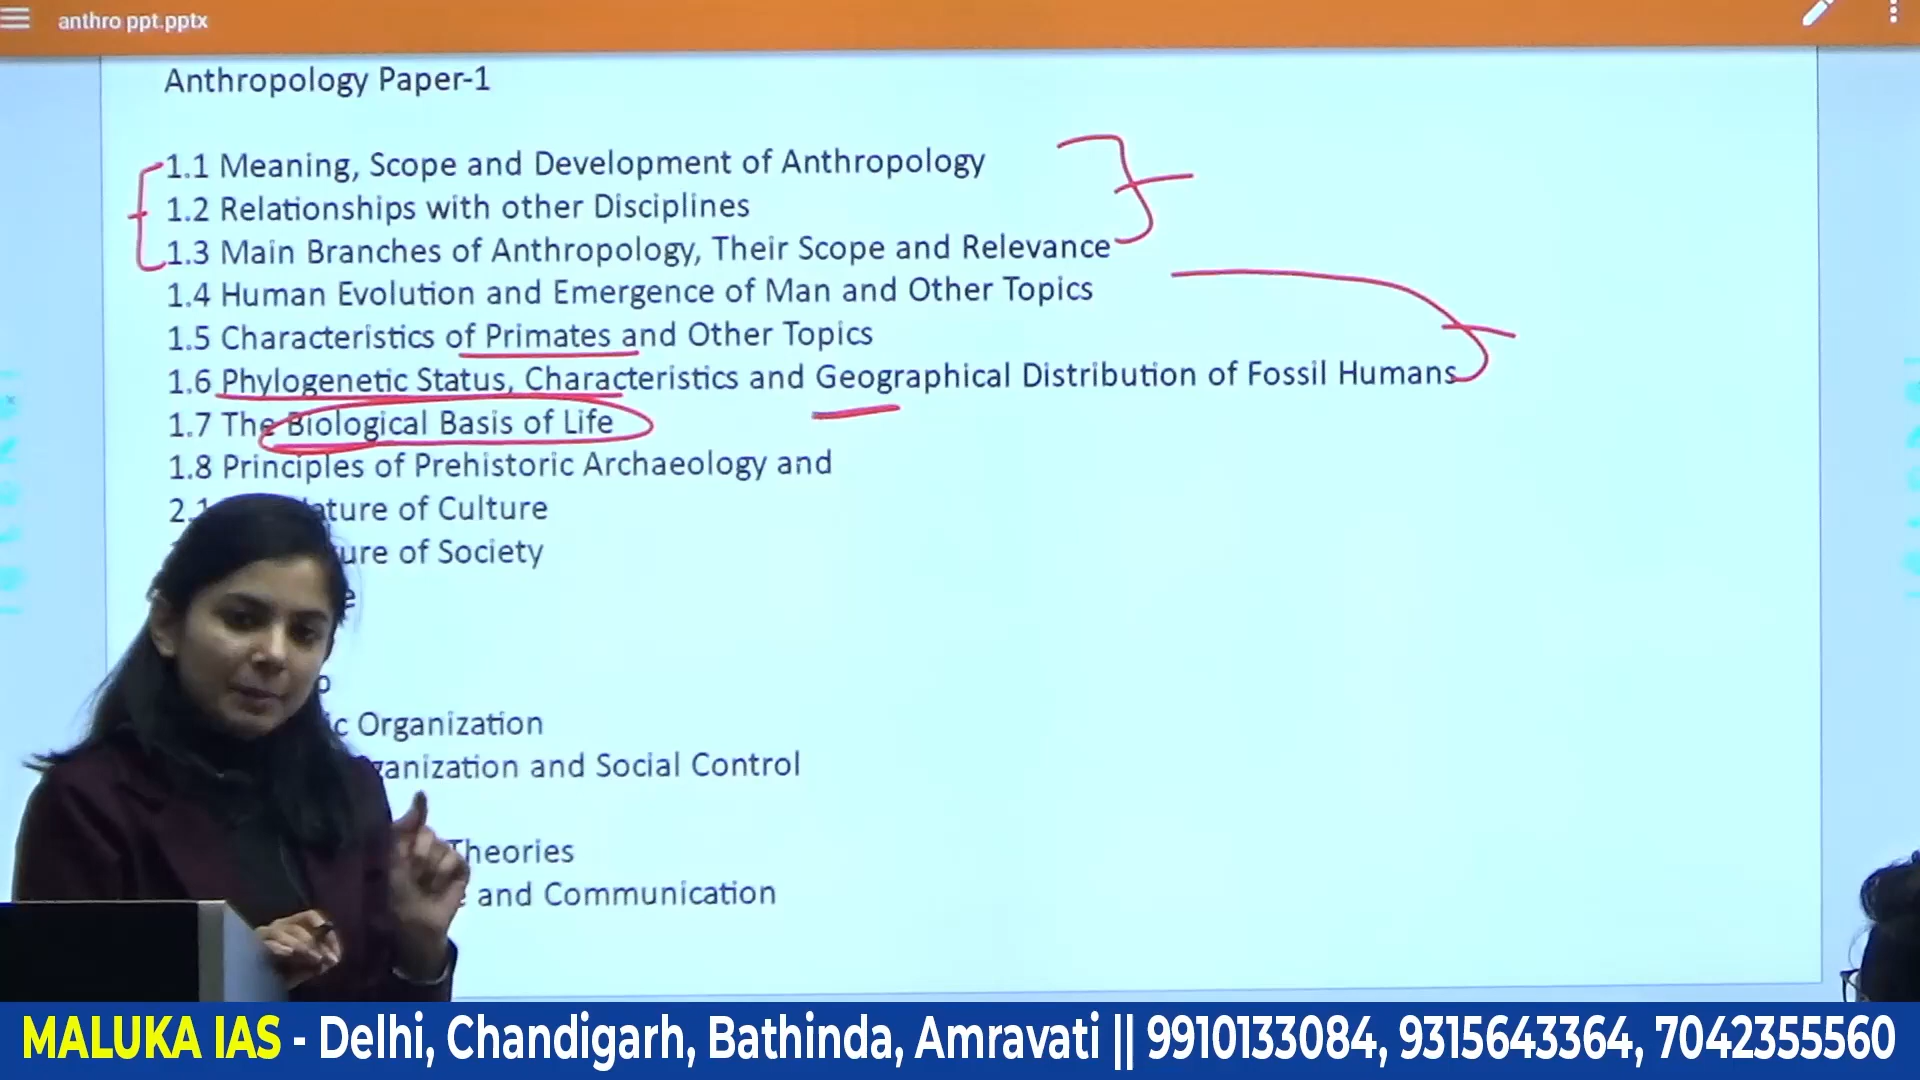 anthro ppt.pptx
Anthropology Paper-1
1.1 Meaning, Scope and Development of Anthropology
1.2 Relationships with other Disciplines
1.3 Main Branches of Anthropology, Their Scope and Relevance
1.4 Human Evolution and Emergence of Man and Other Topics
1.5 Characteristics of Primates and Other Topics
1.6 Phylogenetic Status, Characteristics and Geographical Distribution of Fossil Humans
1.7 The Biological Basis of Life
1.8 Principles of Prehistoric Archaeology and
of Culture
of Society
Organization
and Social Control
Theories
and Communication
MALUKA IAS - Delhi, Chandigarh, Bathinda, Amravati || 9910133084, 9315643364, 7042355560